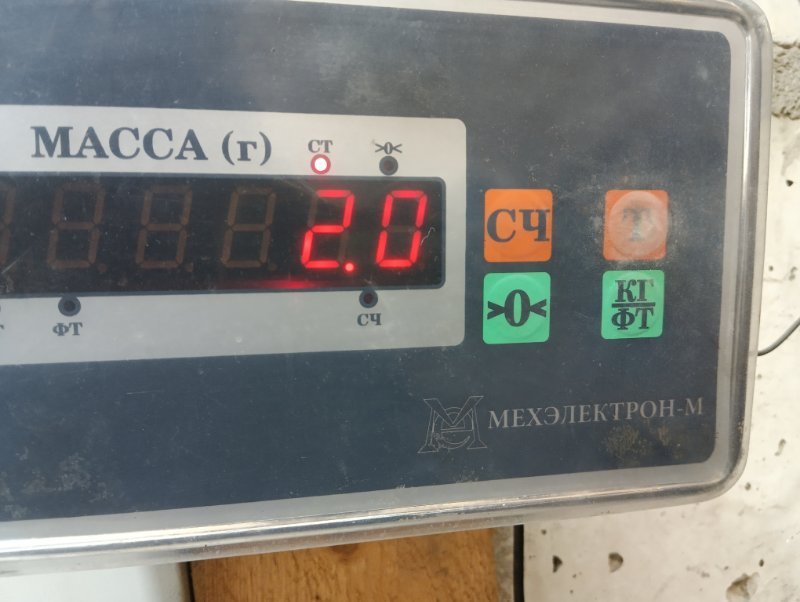 МАССА (г)
СТ
>0<
2.0
СЧ
Т
>0<
КГ
ФТ
ФТ
СЧ
МЕХЭЛЕКТРОН-М